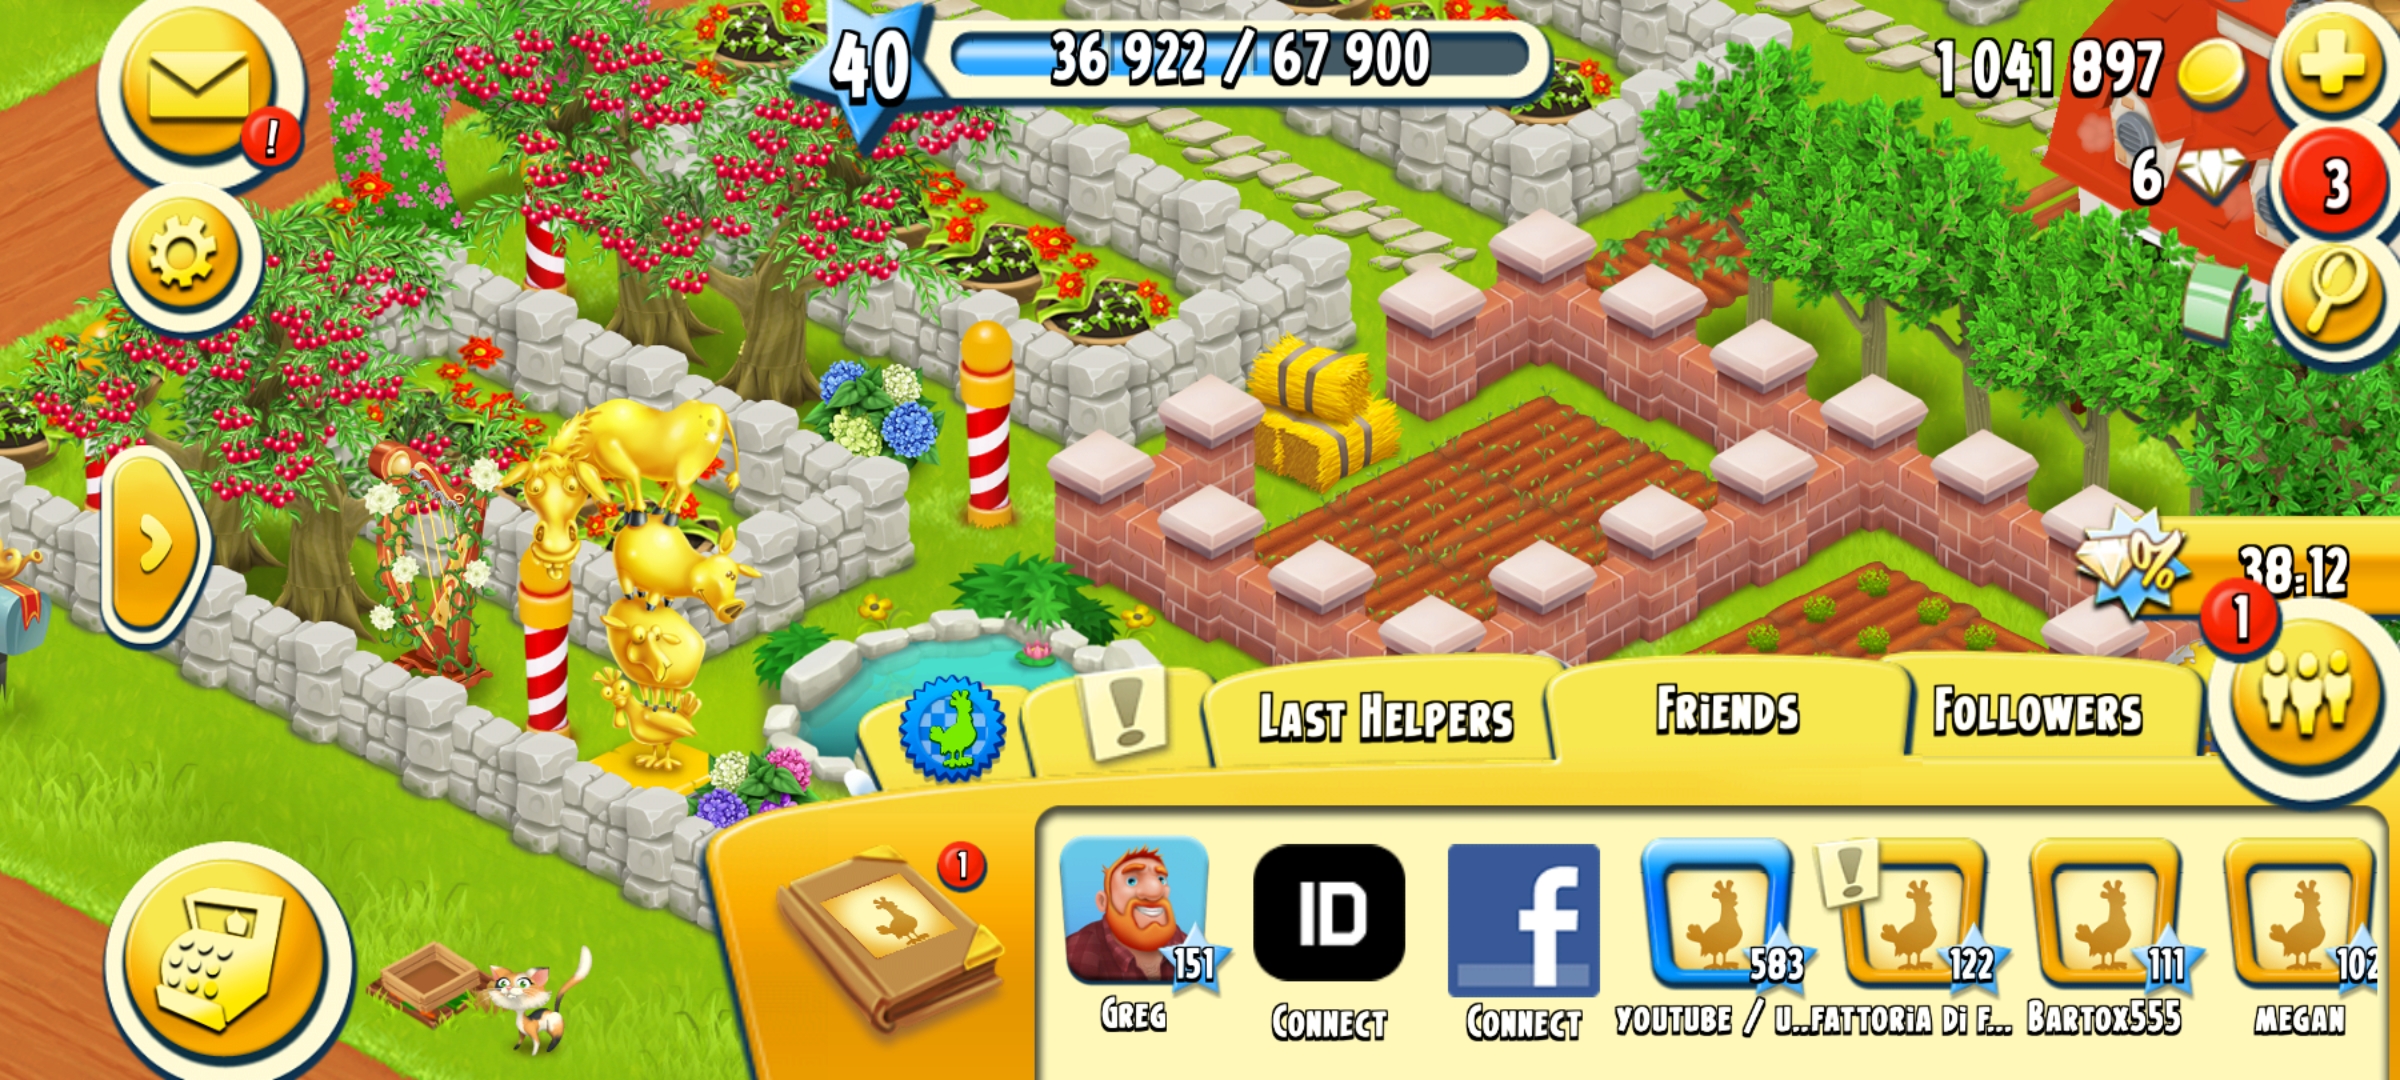 40
36 922 / 67 900
1 041 897
6
3
!
%
38:12
1
!
Last Helpers
Friends
Followers
1
151
Greg
ID
Connect
f
Connect
583
youtube / u...
!
122
Fattoria di f...
111
Bartox555
102
megan